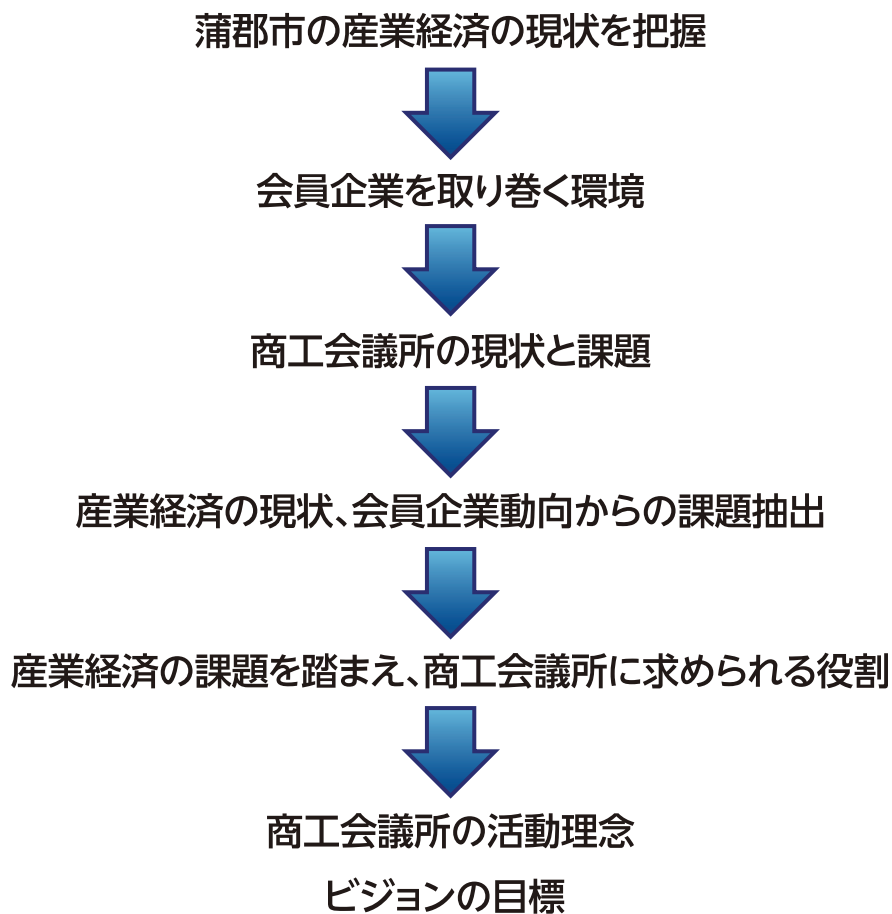 蒲郡市の産業経済の現状を把握
会員企業を取り巻く環境
商工会議所の現状と課題
産業経済の現状、会員企業動向からの課題抽出
産業経済の課題を踏まえ、商工会議所に求められる役割
商工会議所の活動理念
ビジョンの目標